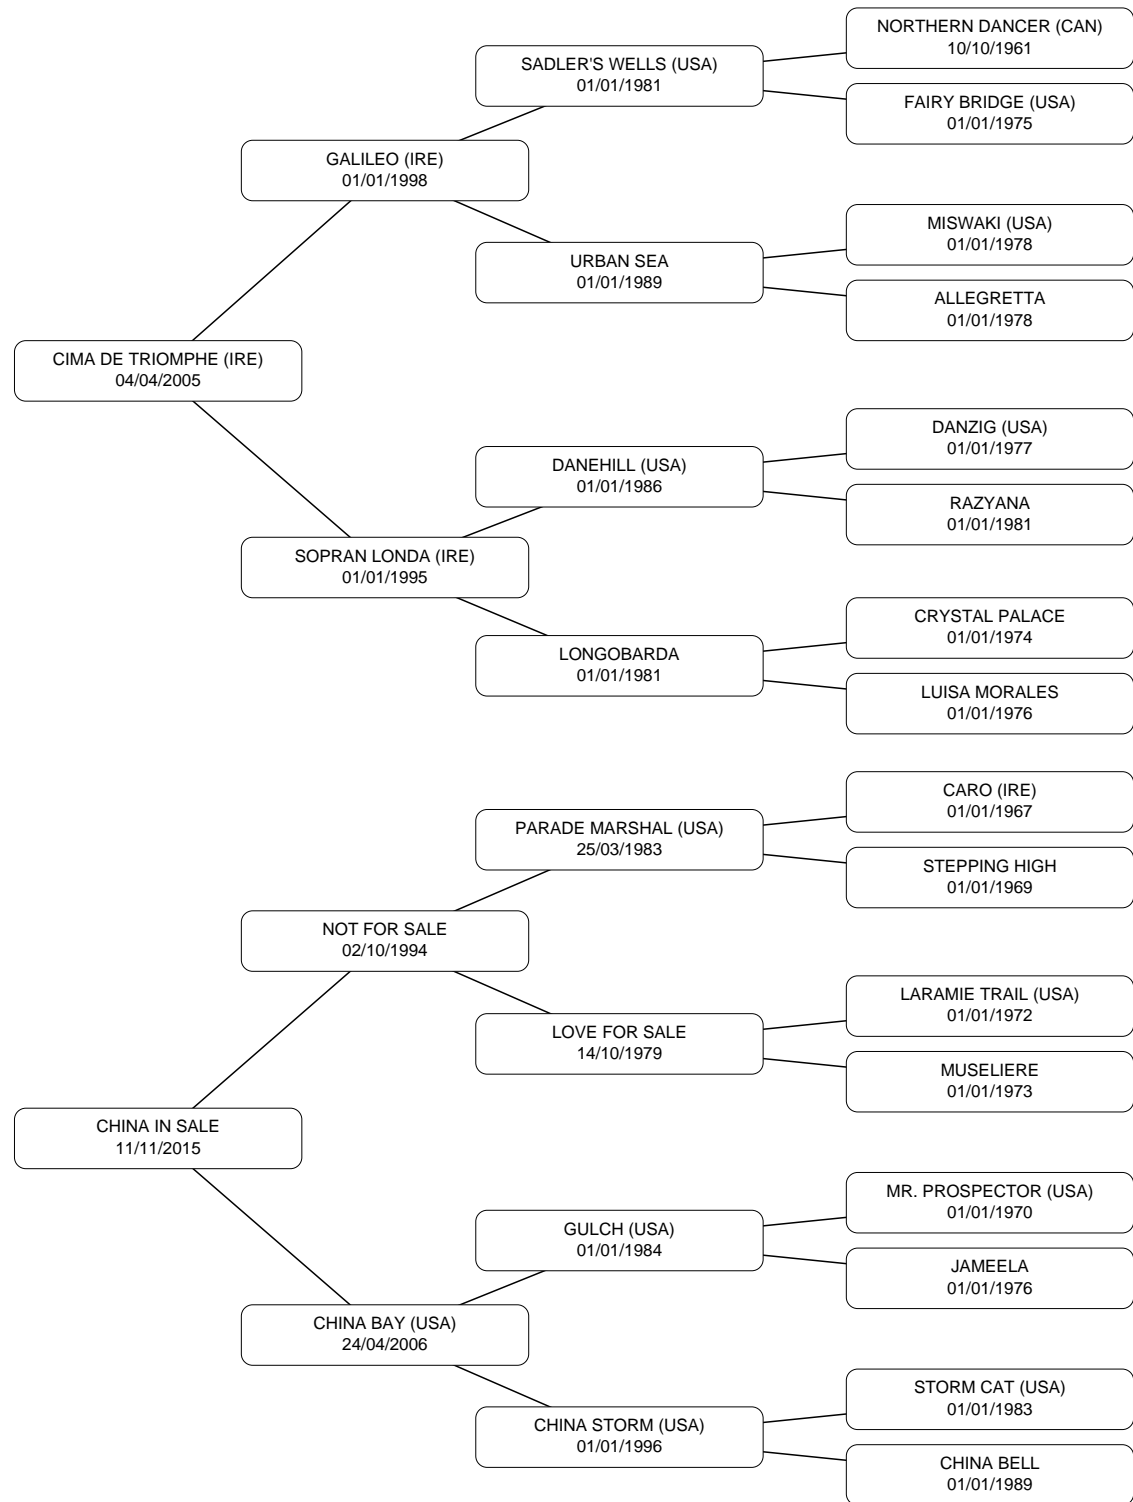 NORTHERN DANCER (CAN)
10/10/1961
SADLER'S WELLS (USA)
01/01/1981
FAIRY BRIDGE (USA)
01/01/1975
GALILEO (IRE)
01/01/1998
MISWAKI (USA)
01/01/1978
URBAN SEA
01/01/1989
ALLEGRETTA
01/01/1978
CIMA DE TRIOMPHE (IRE)
04/04/2005
DANZIG (USA)
01/01/1977
DANEHILL (USA)
01/01/1986
RAZYANA
01/01/1981
SOPRAN LONDA (IRE)
01/01/1995
CRYSTAL PALACE
01/01/1974
LONGOBARDA
01/01/1981
LUISA MORALES
01/01/1976
CARO (IRE)
01/01/1967
PARADE MARSHAL (USA)
25/03/1983
STEPPING HIGH
01/01/1969
NOT FOR SALE
02/10/1994
LARAMIE TRAIL (USA)
01/01/1972
LOVE FOR SALE
14/10/1979
MUSELIERE
01/01/1973
CHINA IN SALE
11/11/2015
MR. PROSPECTOR (USA)
01/01/1970
GULCH (USA)
01/01/1984
JAMEELA
01/01/1976
CHINA BAY (USA)
24/04/2006
STORM CAT (USA)
01/01/1983
CHINA STORM (USA)
01/01/1996
CHINA BELL
01/01/1989